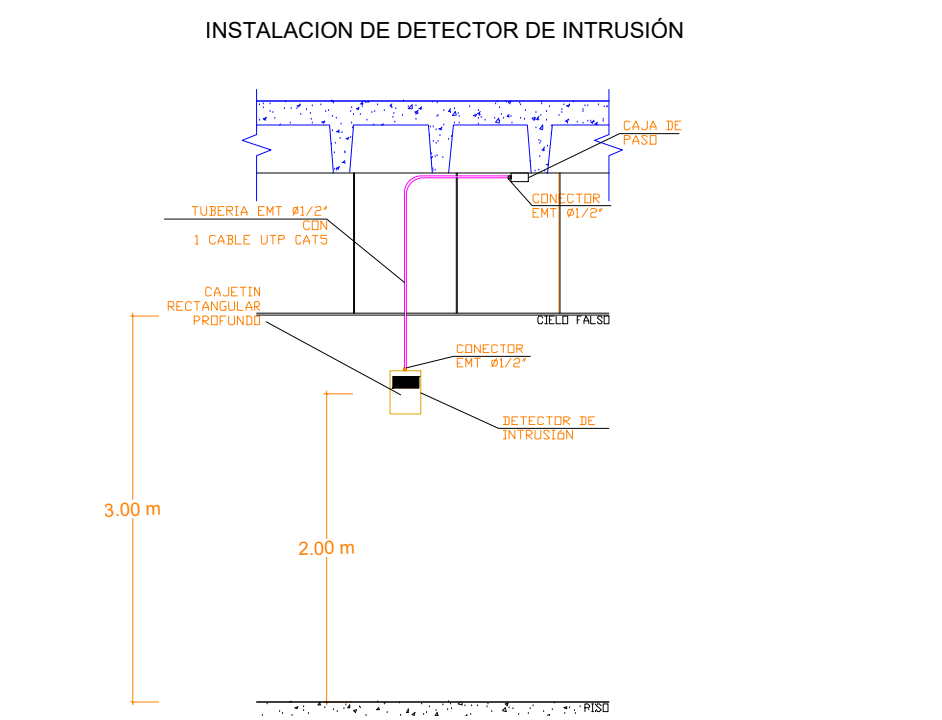 INSTALACION DE DETECTOR DE INTRUSIÓN
CAJA DE
PASO
CONECTOR
EMT Ø1/2"
TUBERIA EMT Ø1/2"
CON
1 CABLE UTP CAT5
CAJETIN
RECTANGULAR
PROFUNDO
CIELO FALSO
CONECTOR
EMT Ø1/2"
DETECTOR DE
INTRUSIÓN
3.00 m
2.00 m
PISO